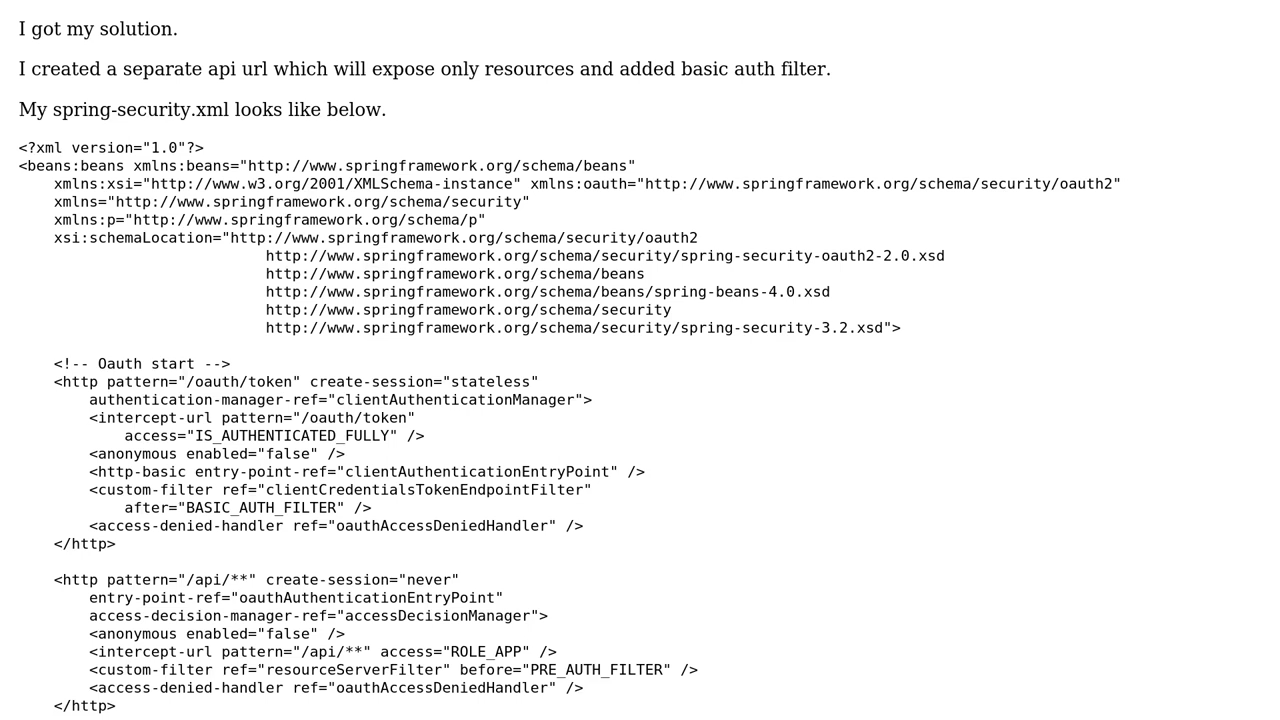 I got my solution.
I created a separate api url which will expose only resources and added basic auth filter.
My spring-security.xml looks like below.
<?xml version="1.0"?>
<beans:beans xmlns:beans="http://www.springframework.org/schema/beans"
    xmlns:xsi="http://www.w3.org/2001/XMLSchema-instance" xmlns:oauth="http://www.springframework.org/schema/security/oauth2"
    xmlns="http://www.springframework.org/schema/security"
    xmlns:p="http://www.springframework.org/schema/p"
    xsi:schemaLocation="http://www.springframework.org/schema/security/oauth2
                            http://www.springframework.org/schema/security/spring-security-oauth2-2.0.xsd
                            http://www.springframework.org/schema/beans
                            http://www.springframework.org/schema/beans/spring-beans-4.0.xsd
                            http://www.springframework.org/schema/security
                            http://www.springframework.org/schema/security/spring-security-3.2.xsd">
    <!-- Oauth start -->
    <http pattern="/oauth/token" create-session="stateless"
        authentication-manager-ref="clientAuthenticationManager">
        <intercept-url pattern="/oauth/token"
            access="IS_AUTHENTICATED_FULLY" />
        <anonymous enabled="false" />
        <http-basic entry-point-ref="clientAuthenticationEntryPoint" />
        <custom-filter ref="clientCredentialsTokenEndpointFilter"
            after="BASIC_AUTH_FILTER" />
        <access-denied-handler ref="oauthAccessDeniedHandler" />
    </http>
    <http pattern="/api/**" create-session="never"
        entry-point-ref="oauthAuthenticationEntryPoint"
        access-decision-manager-ref="accessDecisionManager">
        <anonymous enabled="false" />
        <intercept-url pattern="/api/**" access="ROLE_APP" />
        <custom-filter ref="resourceServerFilter" before="PRE_AUTH_FILTER" />
        <access-denied-handler ref="oauthAccessDeniedHandler" />
    </http>